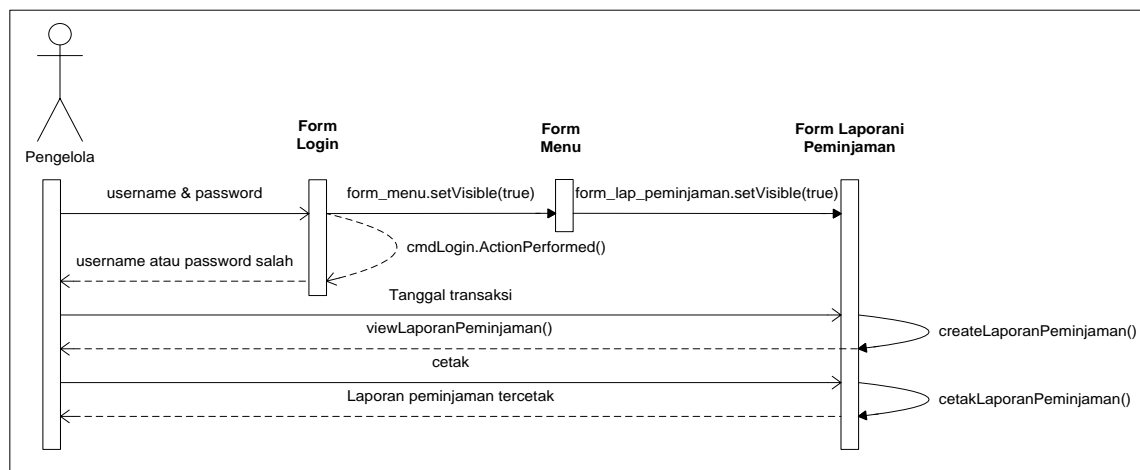 Pengelola
Form
Login
Form
Menu
Form Laporani
Peminjaman
username & password
form_menu.setVisible(true)
form_lap_peminjaman.setVisible(true)
cmdLogin.ActionPerformed()
username atau password salah
Tanggal transaksi
viewLaporanPeminjaman()
createLaporanPeminjaman()
cetak
Laporan peminjaman tercetak
cetakLaporanPeminjaman()